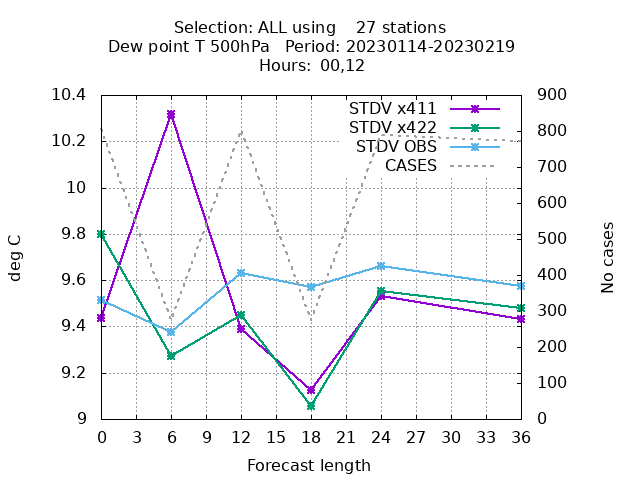 Selection: ALL using    27 stations
Dew point T 500hPa   Period: 20230114-20230219
Hours: 00,12
STDV x411
STDV x422
STDV OBS
CASES
deg C
No cases
10.4
10.2
10
9.8
9.6
9.4
9.2
9
900
800
700
600
500
400
300
200
100
0
0 3 6 9 12 15 18 21 24 27 30 33 36
Forecast length